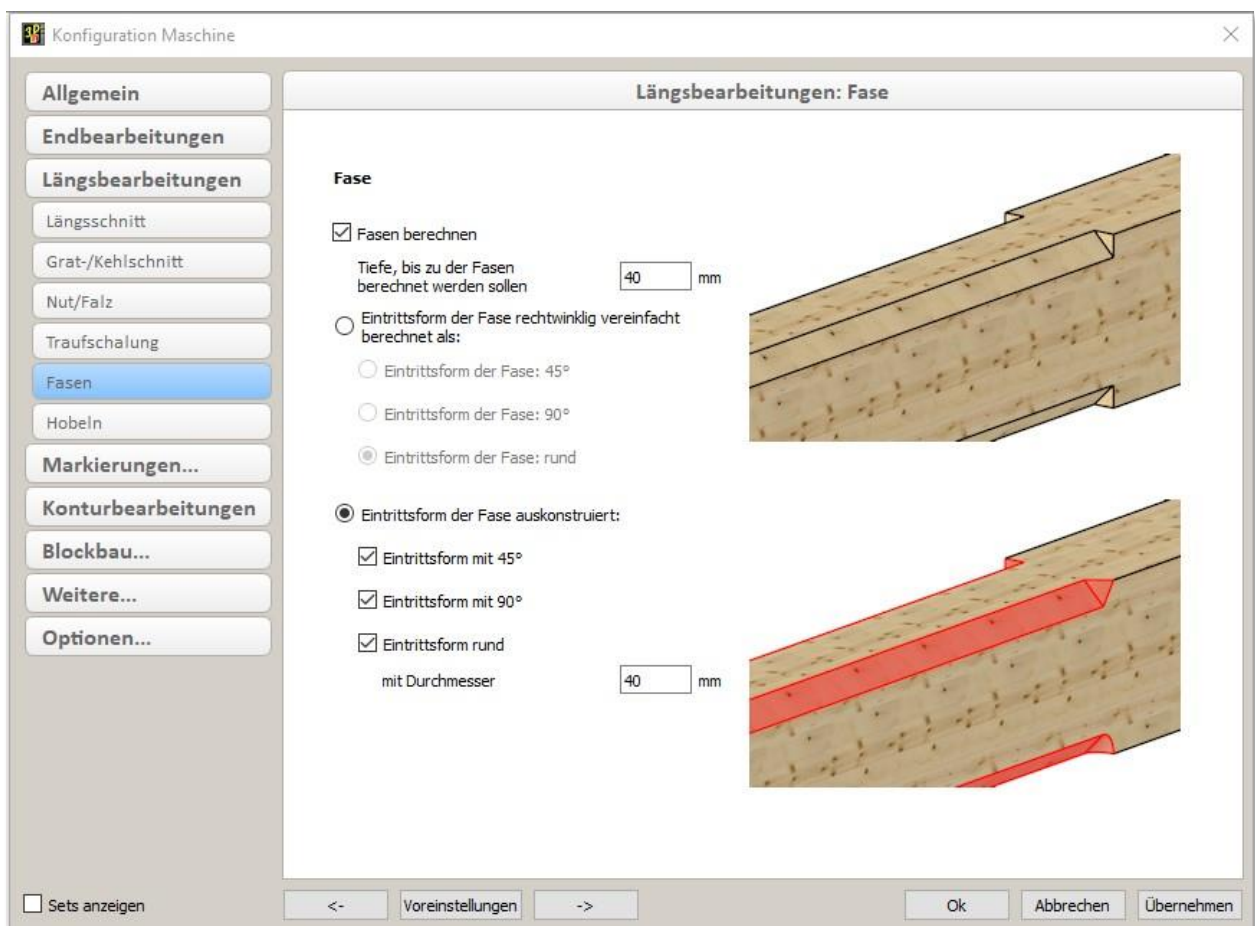 Konfiguration Maschine
Allgemein
Endbearbeitungen
Längsbearbeitungen
Längsschnitt
Grat-/Kehlschnitt
Nut/Falz
Traufschalung
Fasen
Hobeln
Markierungen...
Konturbearbeitungen
Blockbau...
Weitere...
Optionen...
Sets anzeigen
Längsbearbeitungen: Fase
Fase
Fasen berechnen
Tiefe, bis zu der Fasen
berechnet werden sollen
40 mm
Eintrittsform der Fase rechtwinklig vereinfacht
berechnet als:
Eintrittsform der Fase: 45°
Eintrittsform der Fase: 90°
Eintrittsform der Fase: rund
Eintrittsform der Fase auskonstruiert:
Eintrittsform mit 45°
Eintrittsform mit 90°
Eintrittsform rund
mit Durchmesser 40 mm
<- Voreinstellungen -> Ok Abbrechen Übernehmen